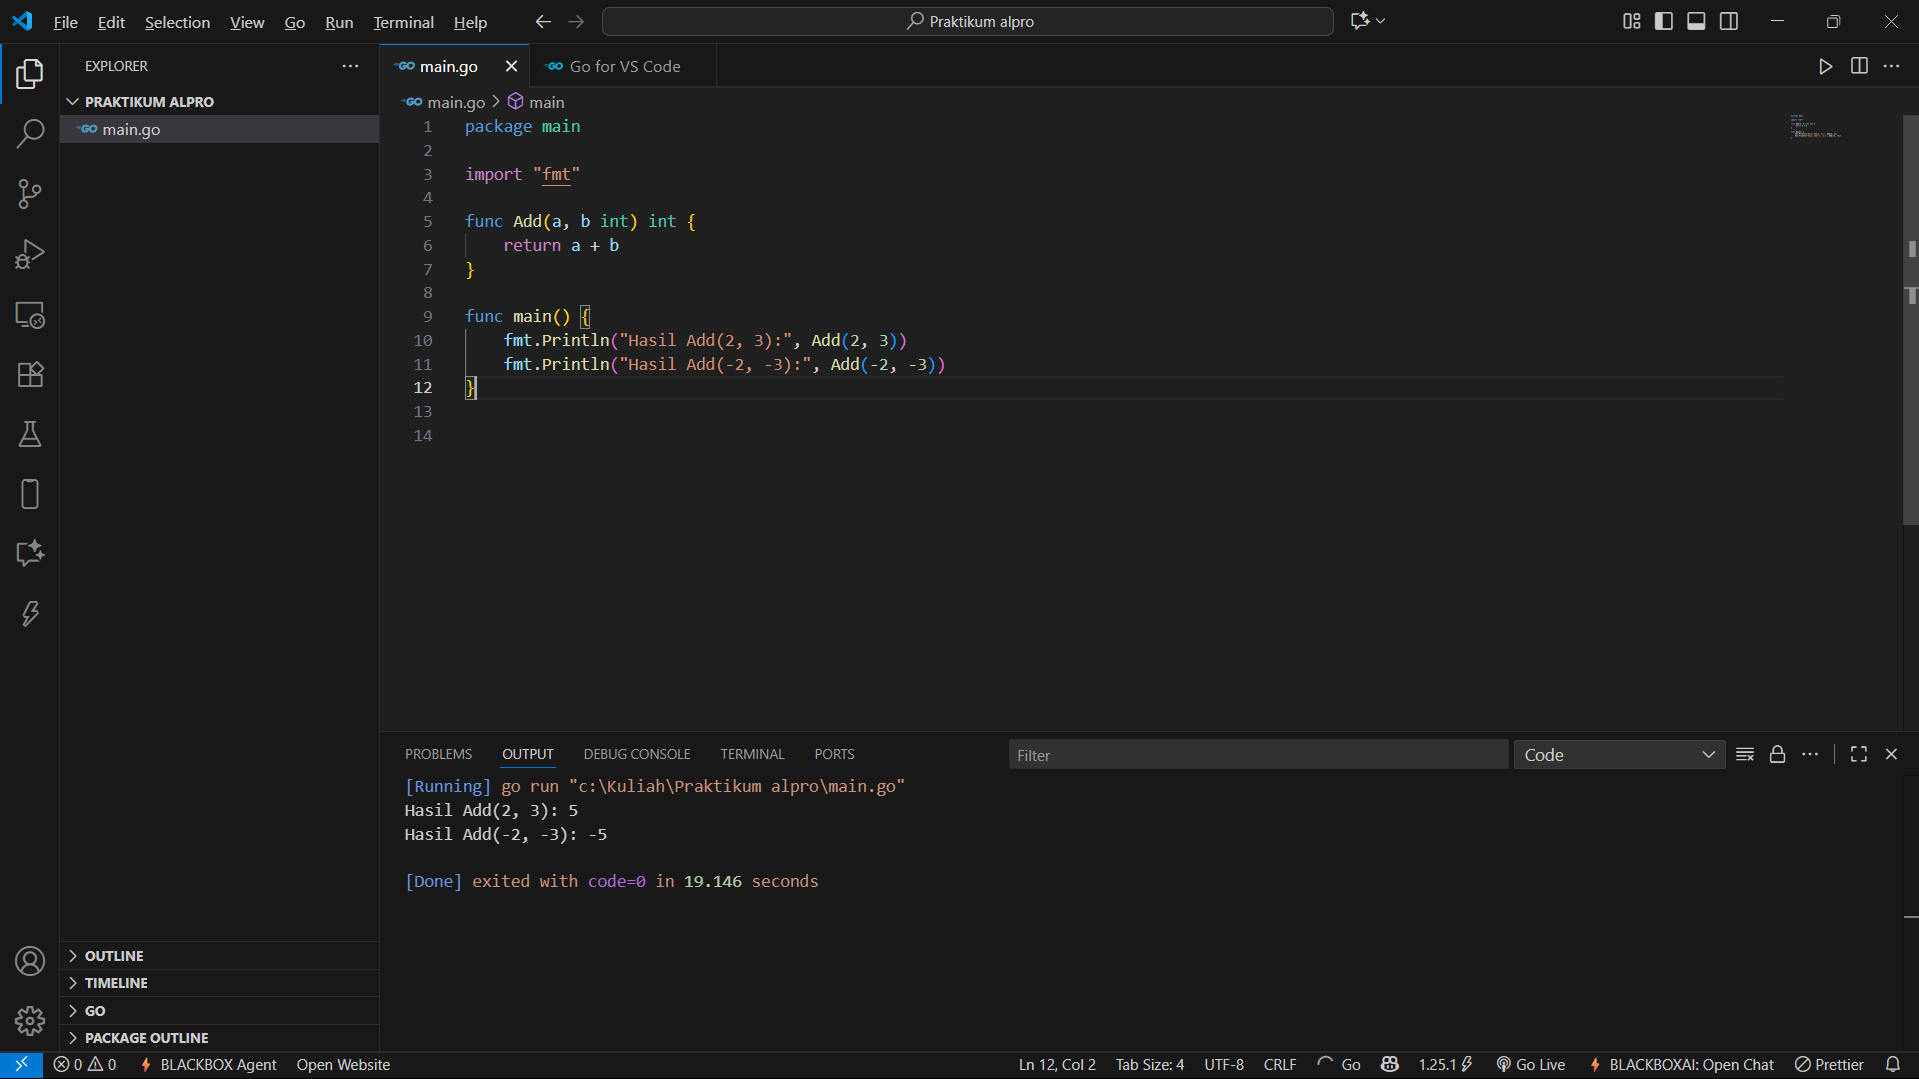 File Edit Selection View Go Run Terminal Help
Praktikum alpro
EXPLORER
PRAKTIKUM ALPRO
main.go
OUTLINE
TIMELINE
GO
PACKAGE OUTLINE
main.go
Go for VS Code
main.go > main
1 package main
2
3 import "fmt"
4
5 func Add(a, b int) int {
6 return a + b
7 }
8
9 func main() {
10 fmt.Println("Hasil Add(2, 3):", Add(2, 3))
11 fmt.Println("Hasil Add(-2, -3):", Add(-2, -3))
12 }
13
14
PROBLEMS OUTPUT DEBUG CONSOLE TERMINAL PORTS
Filter
Code
[Running] go run "c:\Kuliah\Praktikum alpro\main.go"
Hasil Add(2, 3): 5
Hasil Add(-2, -3): -5
[Done] exited with code=0 in 19.146 seconds
0 0 BLACKBOX Agent Open Website Ln 12, Col 2 Tab Size: 4 UTF-8 CRLF Go 1.25.1 Go Live BLACKBOXAI: Open Chat Prettier